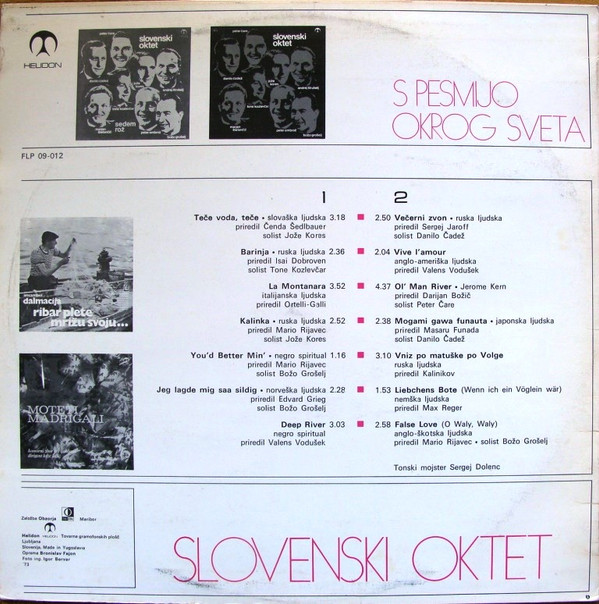 HELIDON
slovenski
oktet
sedem
rož
slovenski
oktet
S PESMIJO
OKROG SVETA
FLP 09-012
1
Teče voda, teče • slovaška ljudska 3.18
priredil Čenda Šedlbauer
solist Jože Kores
Barinja • ruska ljudska 2.36
priredil Isai Dobroven
solist Tone Kozlevčar
La Montanara 3.52
italijanska ljudska
priredil Ortelli-Galli
Kalinka • ruska ljudska 2.52
priredil Mario Rijavec
solist Jože Kores
You'd Better Min' • negro spiritual 1.16
priredil Mario Rijavec
solist Božo Grošelj
Jeg lagde mig saa sildig • norveška ljudska 2.28
priredil Edvard Grieg
solist Božo Grošelj
Deep River 3.03
negro spiritual
priredil Valens Vodušek
2
2.50 Večerni zvon • ruska ljudska
priredil Sergej Jaroff
solist Danilo Čadež
2.04 Vive l'amour
anglo-ameriška ljudska
priredil Valens Vodušek
4.37 Ol' Man River • Jerome Kern
priredil Darijan Božič
solist Peter Čare
2.38 Mogami gawa funauta • japonska ljudska
priredil Masaru Funada
solist Danilo Čadež
3.10 Vniz po matuške po Volge
ruska ljudska
priredil Kalinikov
1.53 Liebchens Bote (Wenn ich ein Vöglein wär)
nemška ljudska
priredil Max Reger
2.58 False Love (O Waly, Waly)
anglo-škotska ljudska
priredil Mario Rijavec • solist Božo Grošelj
Tonski mojster Sergej Dolenc
dalmacija
ribar plete
mrižu svoju...
MOTETI
MADRIGALI
Založba Obzorja Maribor
Helidon Tovarna gramofonskih plošč
Ljubljana
Slovenija, Made in Yugoslavia
Oprema Bronislav Fajon
Foto ing. Igor Berver
'73
SLOVENSKI OKTET